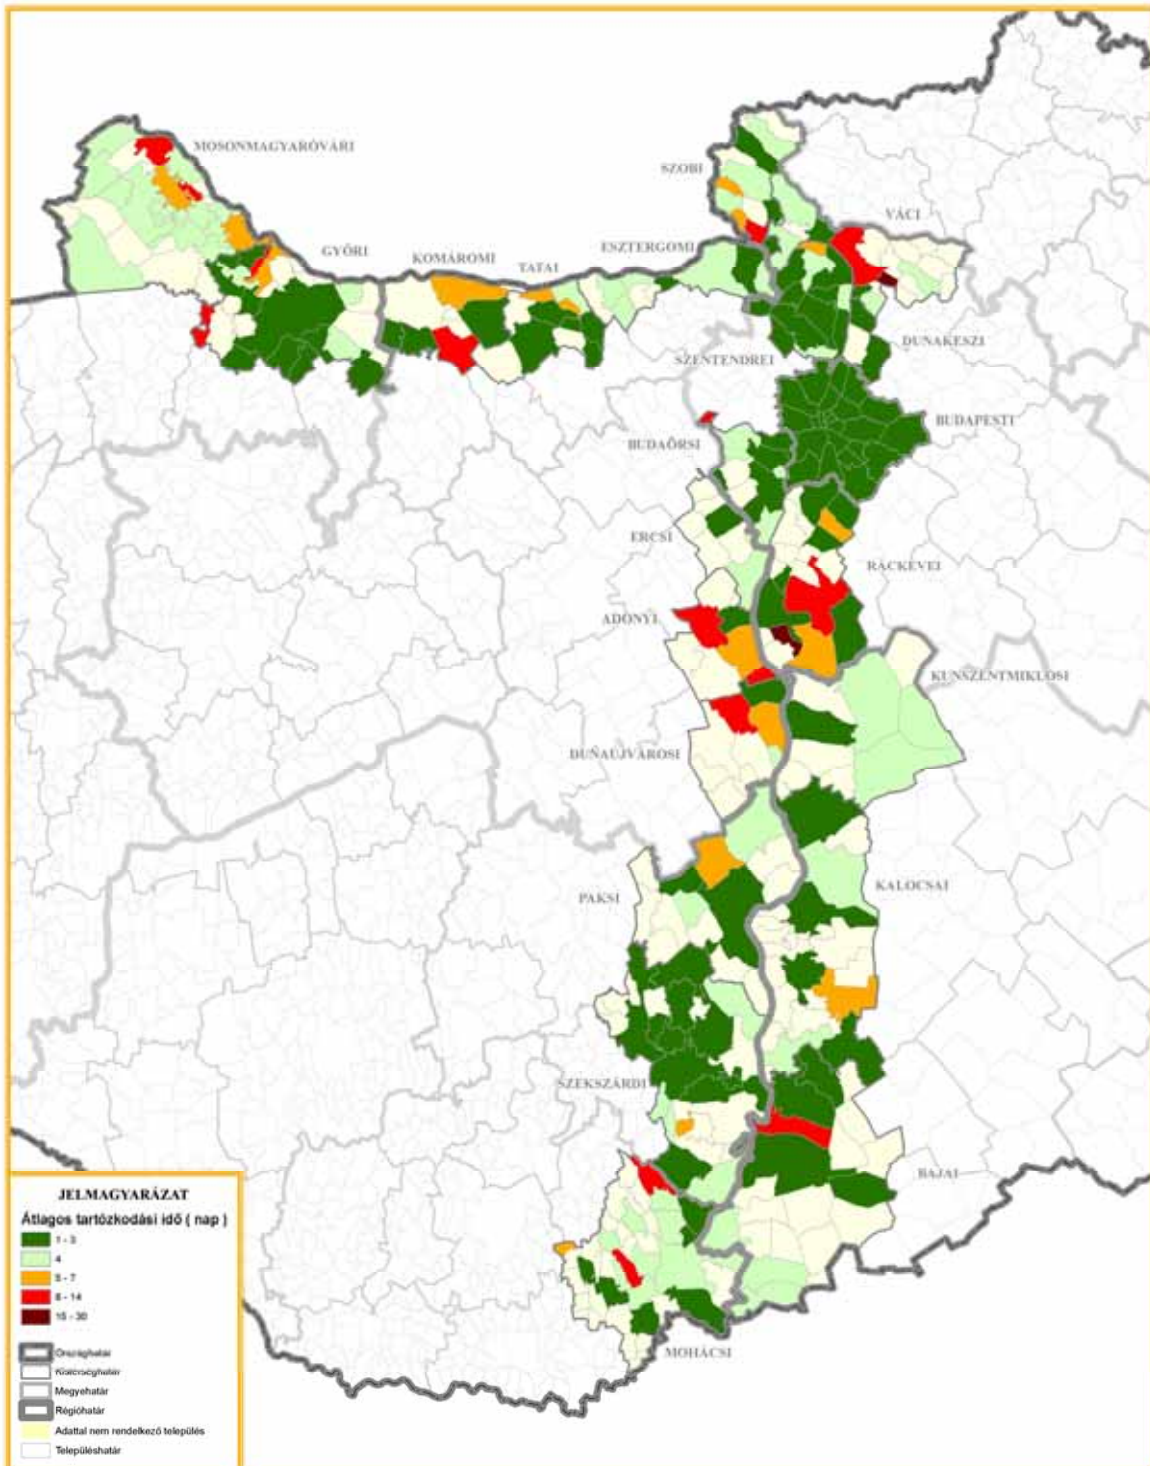 MOSONMAGYARÓVÁRI
SZOBI
VÁCI
GYŐRI
KOMÁROMI
TATAI
ESZTERGOMI
DUNAKESZI
SZENTENDREI
BUDAPESTI
BUDAÖRSI
ERCSI
RÁCKEVEI
ADONYI
KUNSZENTMIKLÓSI
DUNAÚJVÁROSI
KALOCSAI
PAKSI
SZEKSZÁRDI
BAJAI
MOHÁCSI
JELMAGYARÁZAT
Átlagos tartózkodási idő ( nap )
1 - 3
4
5 - 7
8 - 14
15 - 30
Országhatár
Kistérséghatár
Megyehatár
Régióhatár
Adattal nem rendelkező település
Településhatár